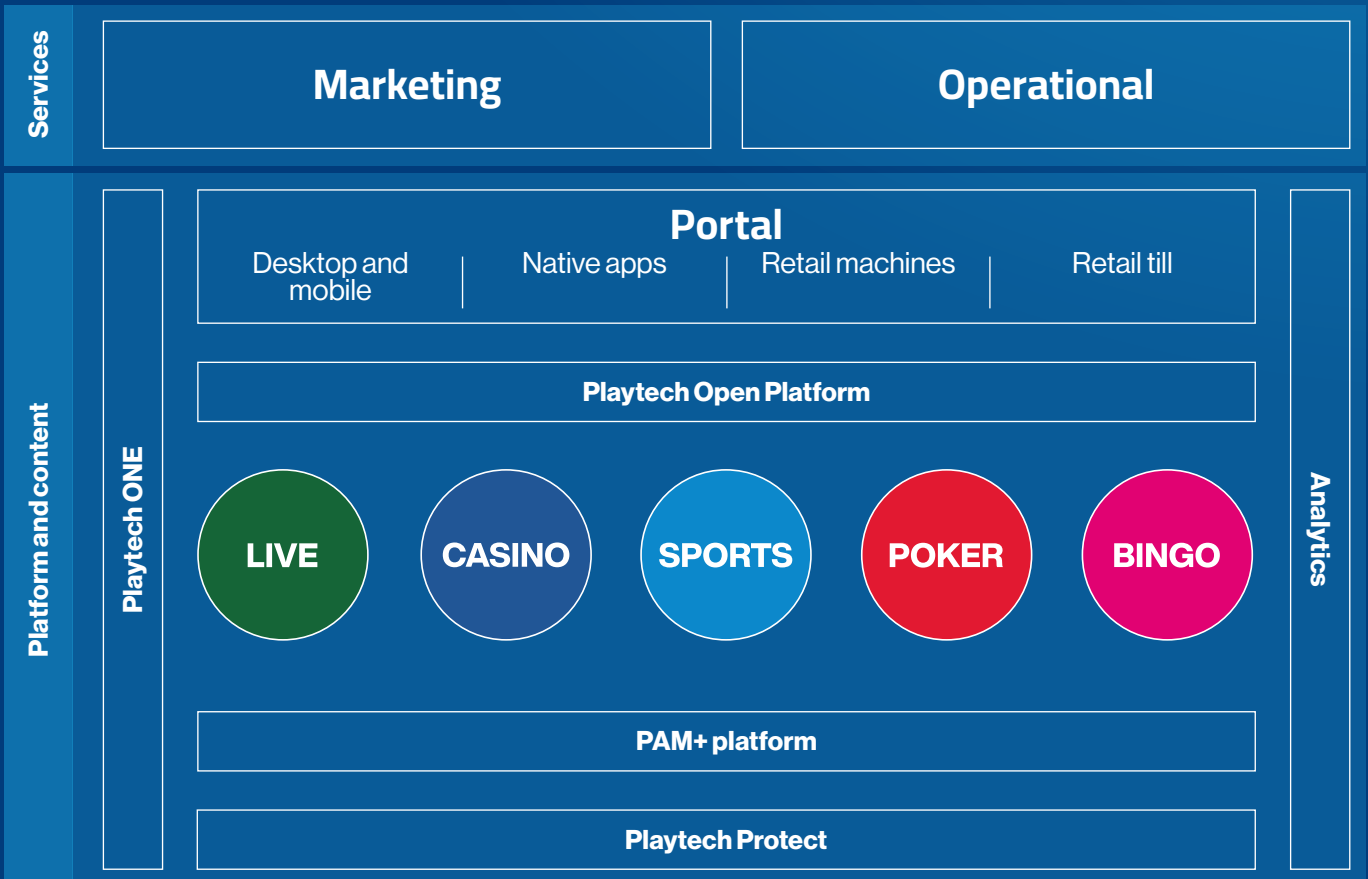 Services
Marketing
Operational
Platform and content
Playtech ONE
Portal
Desktop and
mobile
Native apps
Retail machines
Retail till
Playtech Open Platform
LIVE
CASINO
SPORTS
POKER
BINGO
Analytics
PAM+ platform
Playtech Protect